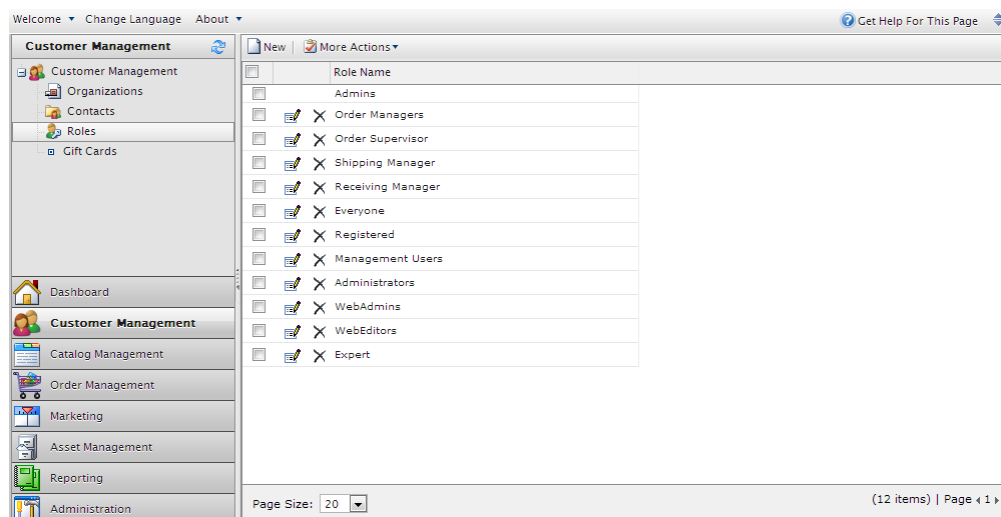 Welcome Change Language About
Get Help For This Page
Customer Management
Customer Management
Organizations
Contacts
Roles
Gift Cards
Dashboard
Customer Management
Catalog Management
Order Management
Marketing
Asset Management
Reporting
Administration
New | More Actions
Role Name
Admins
Order Managers
Order Supervisor
Shipping Manager
Receiving Manager
Everyone
Registered
Management Users
Administrators
WebAdmins
WebEditors
Expert
Page Size: 20
(12 items) | Page 1